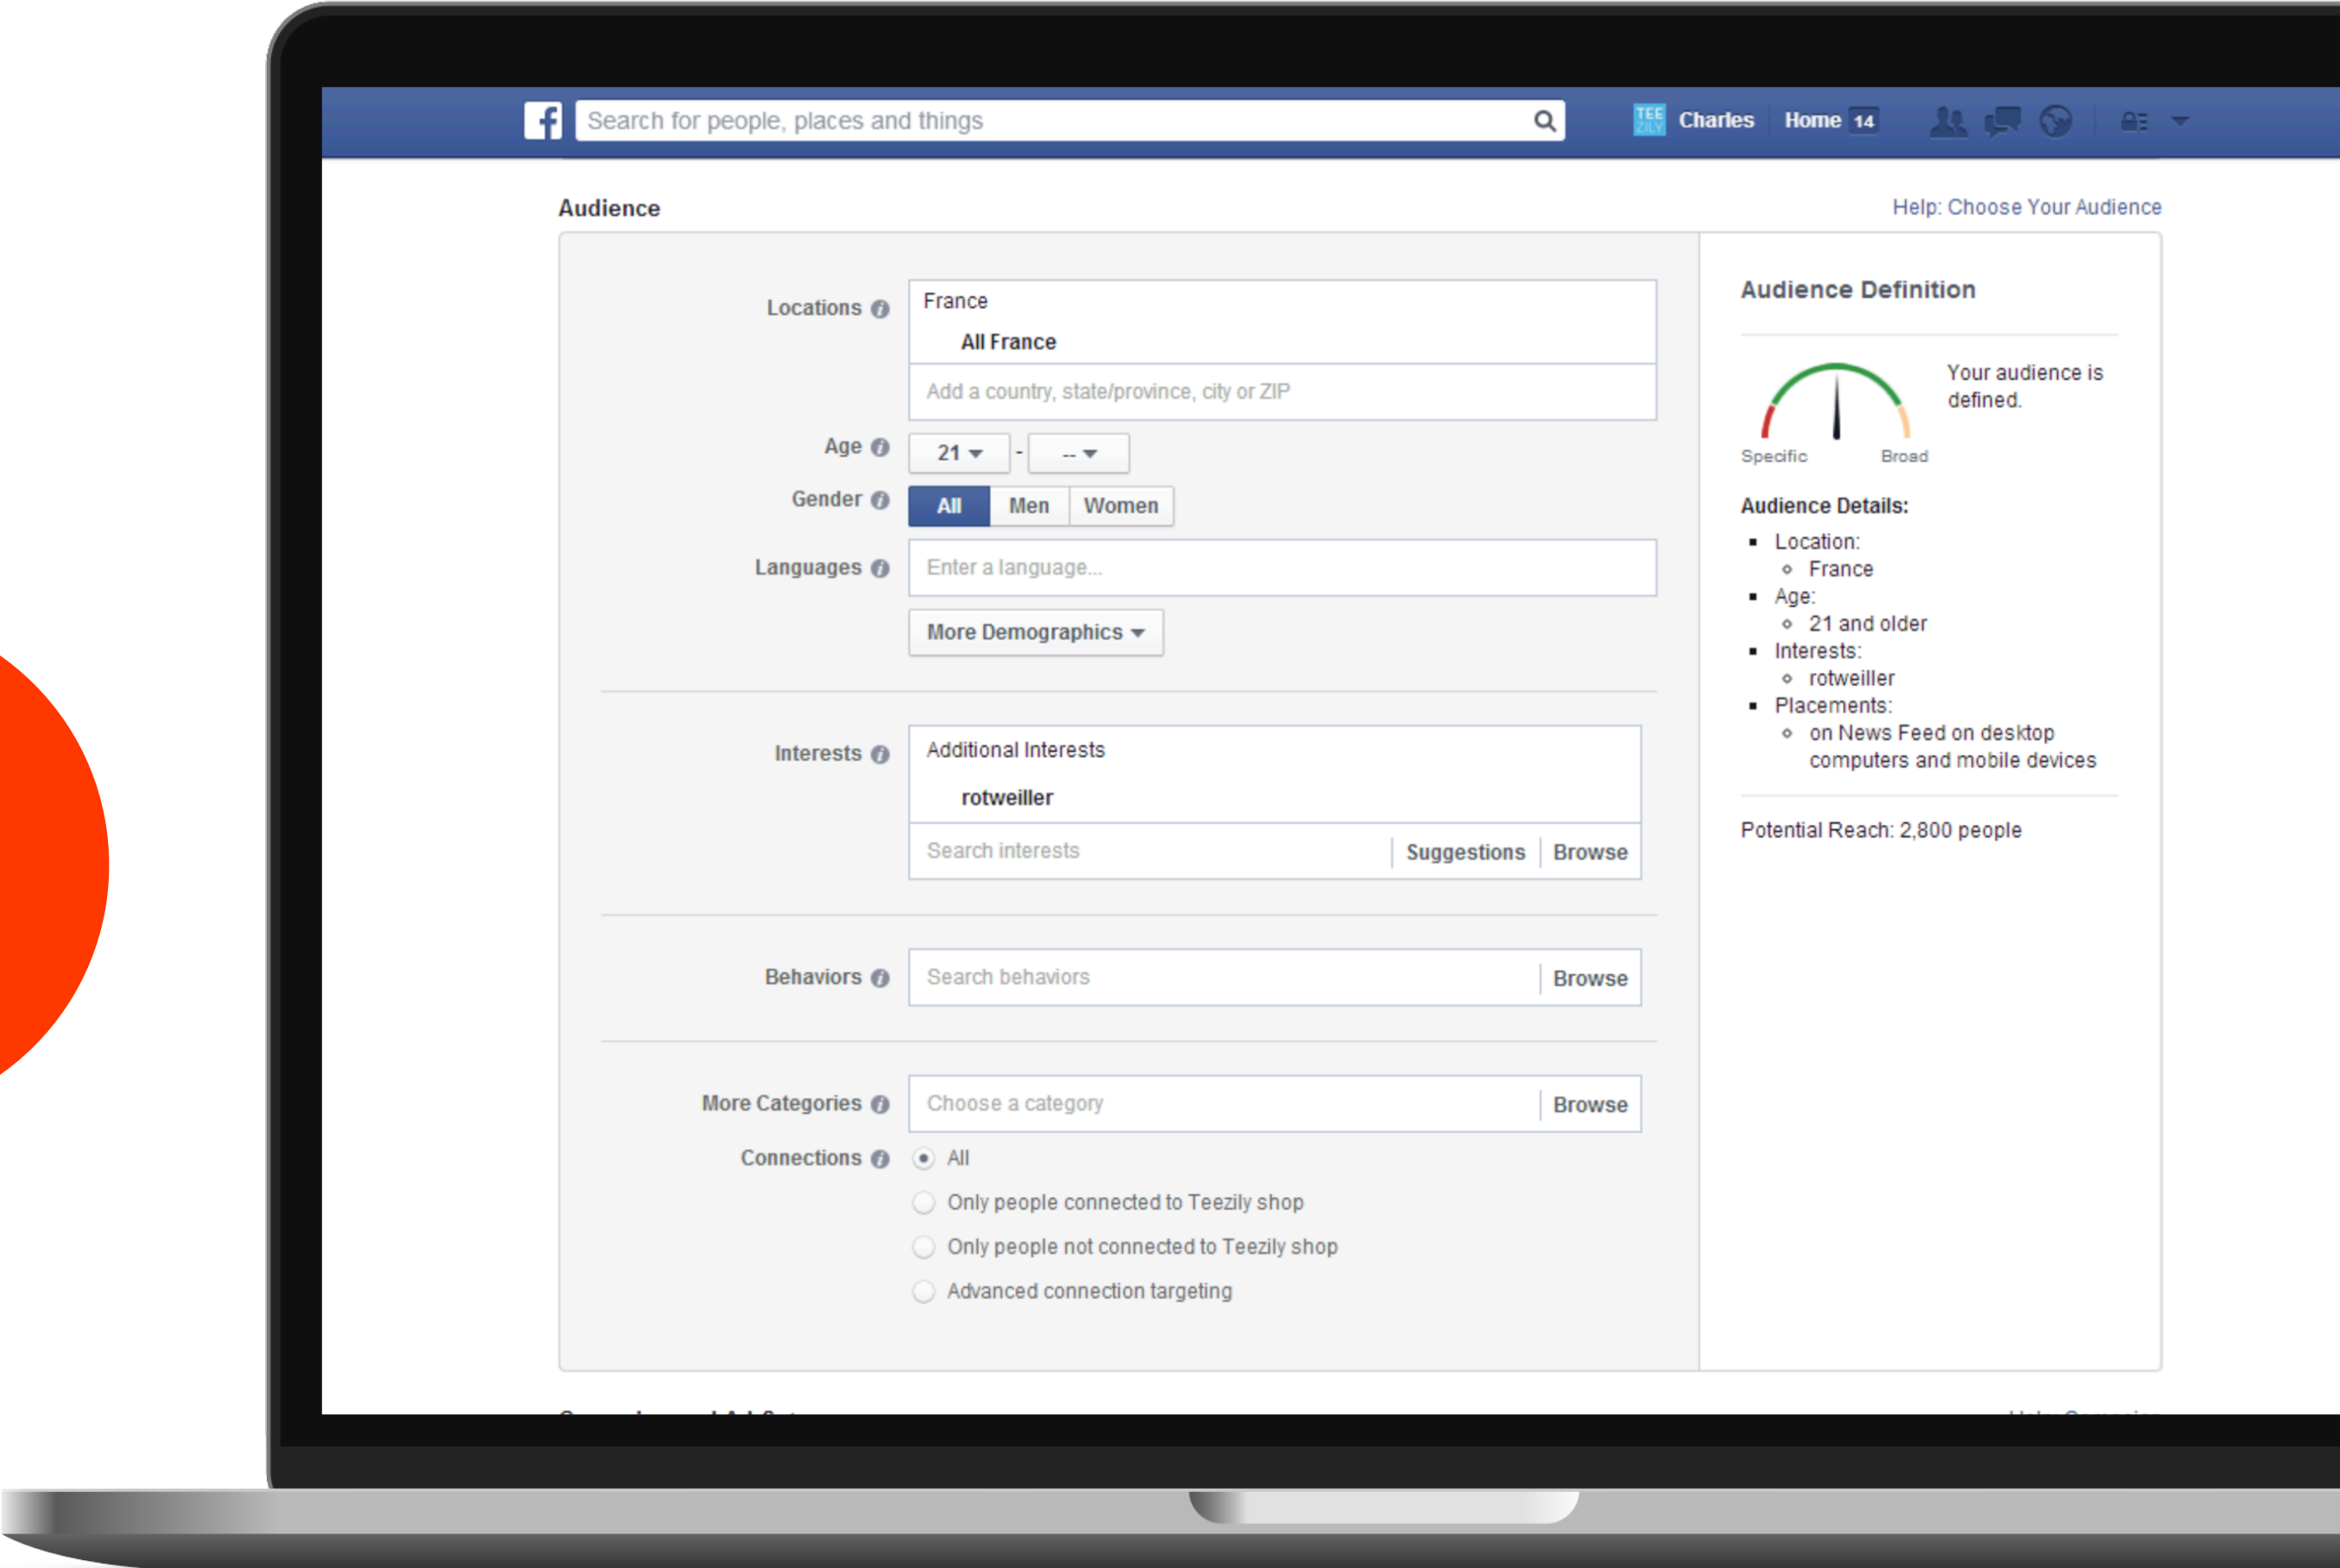 Search for people, places and things
TEE
ZILY
Charles
Home 14
Audience
Help: Choose Your Audience
Locations
France
All France
Add a country, state/province, city or ZIP
Age
21 - --
Gender
All Men Women
Languages
Enter a language...
More Demographics
Interests
Additional Interests
rotweiller
Search interests
Suggestions Browse
Behaviors
Search behaviors
Browse
More Categories
Choose a category
Browse
Connections
All
Only people connected to Teezily shop
Only people not connected to Teezily shop
Advanced connection targeting
Audience Definition
Your audience is
defined.
Specific Broad
Audience Details:
Location:
France
Age:
21 and older
Interests:
rotweiller
Placements:
on News Feed on desktop
computers and mobile devices
Potential Reach: 2,800 people